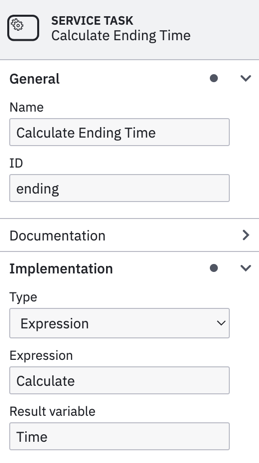 SERVICE TASK
Calculate Ending Time
General
Name
Calculate Ending Time
ID
ending
Documentation
Implementation
Type
Expression
Expression
Calculate
Result variable
Time